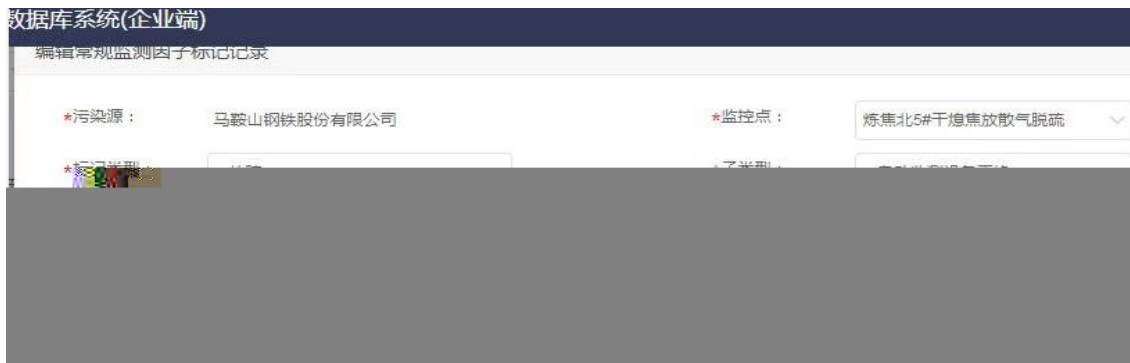 数据库系统(企业端)
编辑常规监测因子标记记录
*污染源： 马鞍山钢铁股份有限公司 *监控点： 炼焦北5#干熄焦放散气脱硫